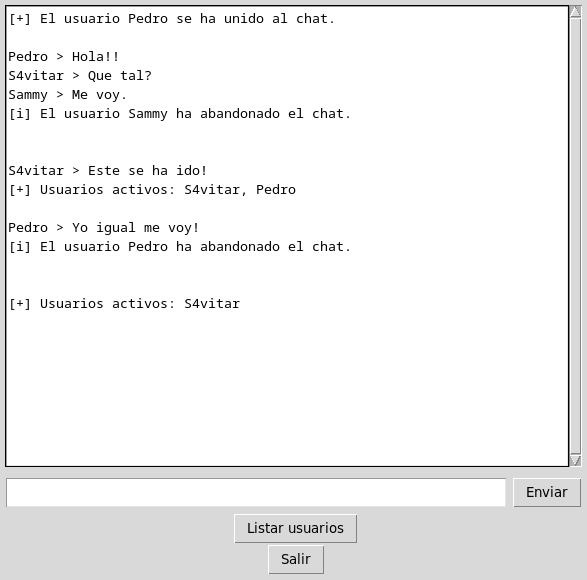 [+] El usuario Pedro se ha unido al chat.
Pedro > Hola!!
S4vitar > Que tal?
Sammy > Me voy.
[i] El usuario Sammy ha abandonado el chat.
S4vitar > Este se ha ido!
[+] Usuarios activos: S4vitar, Pedro
Pedro > Yo igual me voy!
[i] El usuario Pedro ha abandonado el chat.
[+] Usuarios activos: S4vitar
Enviar
Listar usuarios
Salir